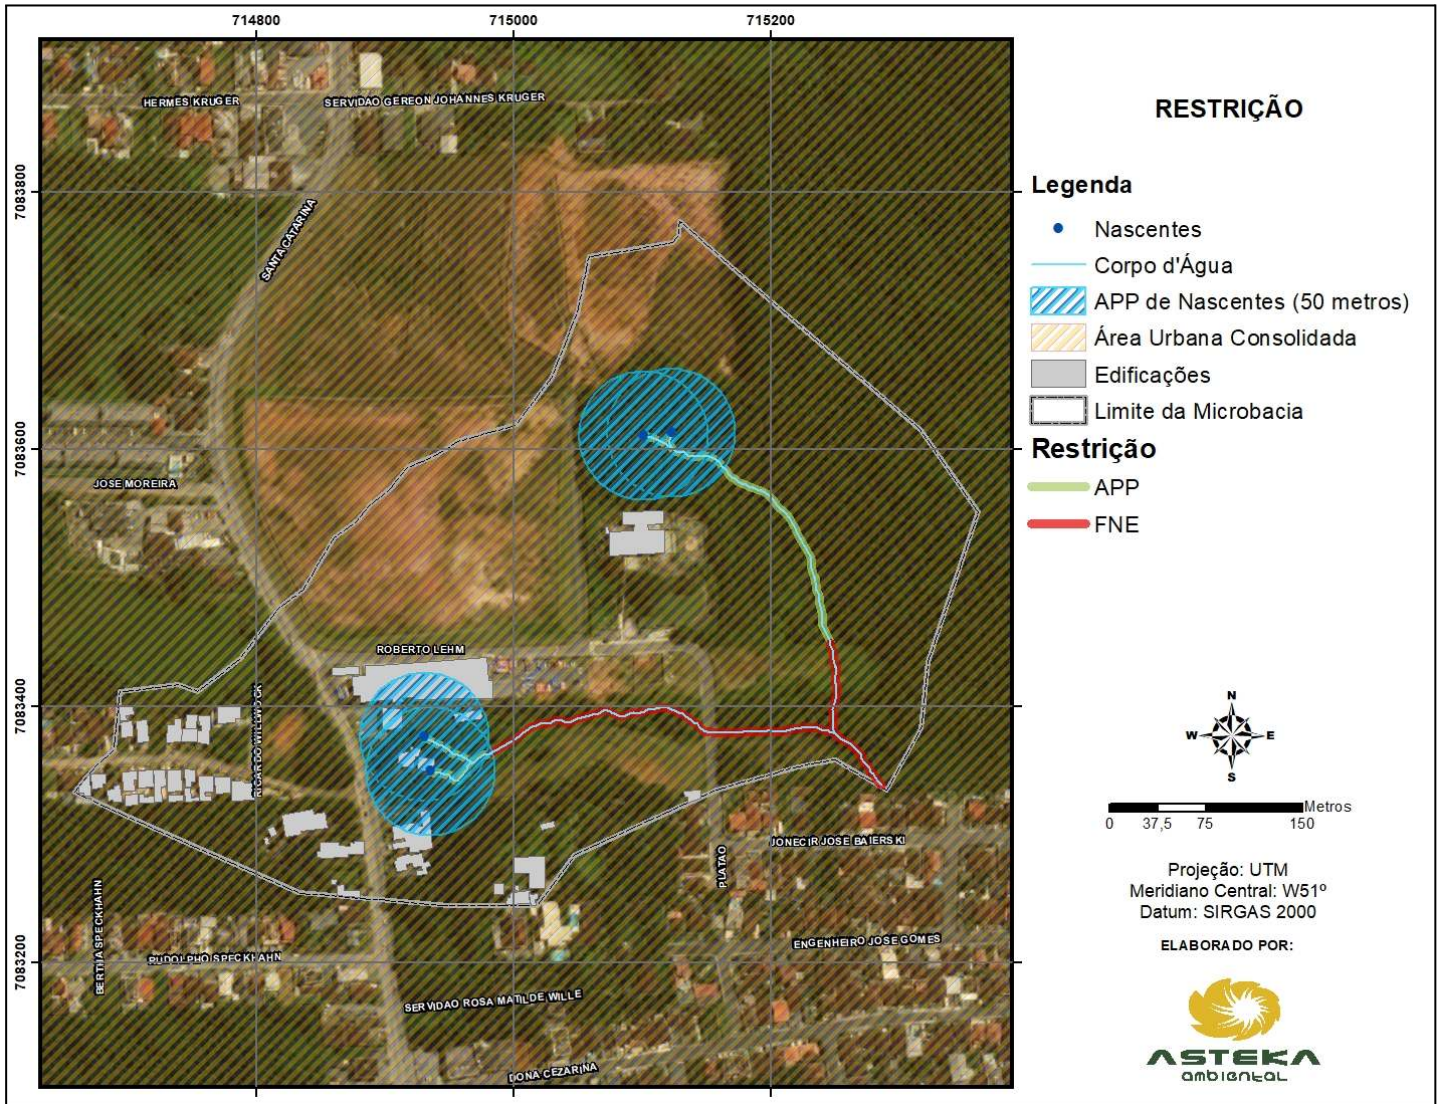 714800
715000
715200
7083800
7083600
7083400
7083200
HERMES KRUGER
SERVIDAO GEREON JOHANNES KRUGER
SANTA CATARINA
JOSE MOREIRA
ROBERTO LEHM
RICARDO WILLWOCK
JONECIR JOSE BAIERSKI
PLATAO
BERTHA SPECKHAHN
RUDOLPHO SPECKHAHN
ENGENHEIRO JOSE GOMES
SERVIDAO ROSA MATILDE WILLE
DONA CEZARINA
RESTRIÇÃO
Legenda
Nascentes
Corpo d'Água
APP de Nascentes (50 metros)
Área Urbana Consolidada
Edificações
Limite da Microbacia
Restrição
APP
FNE
N
W E
S
Metros
0 37,5 75 150
Projeção: UTM
Meridiano Central: W51º
Datum: SIRGAS 2000
ELABORADO POR:
ASTEKA
ambiental